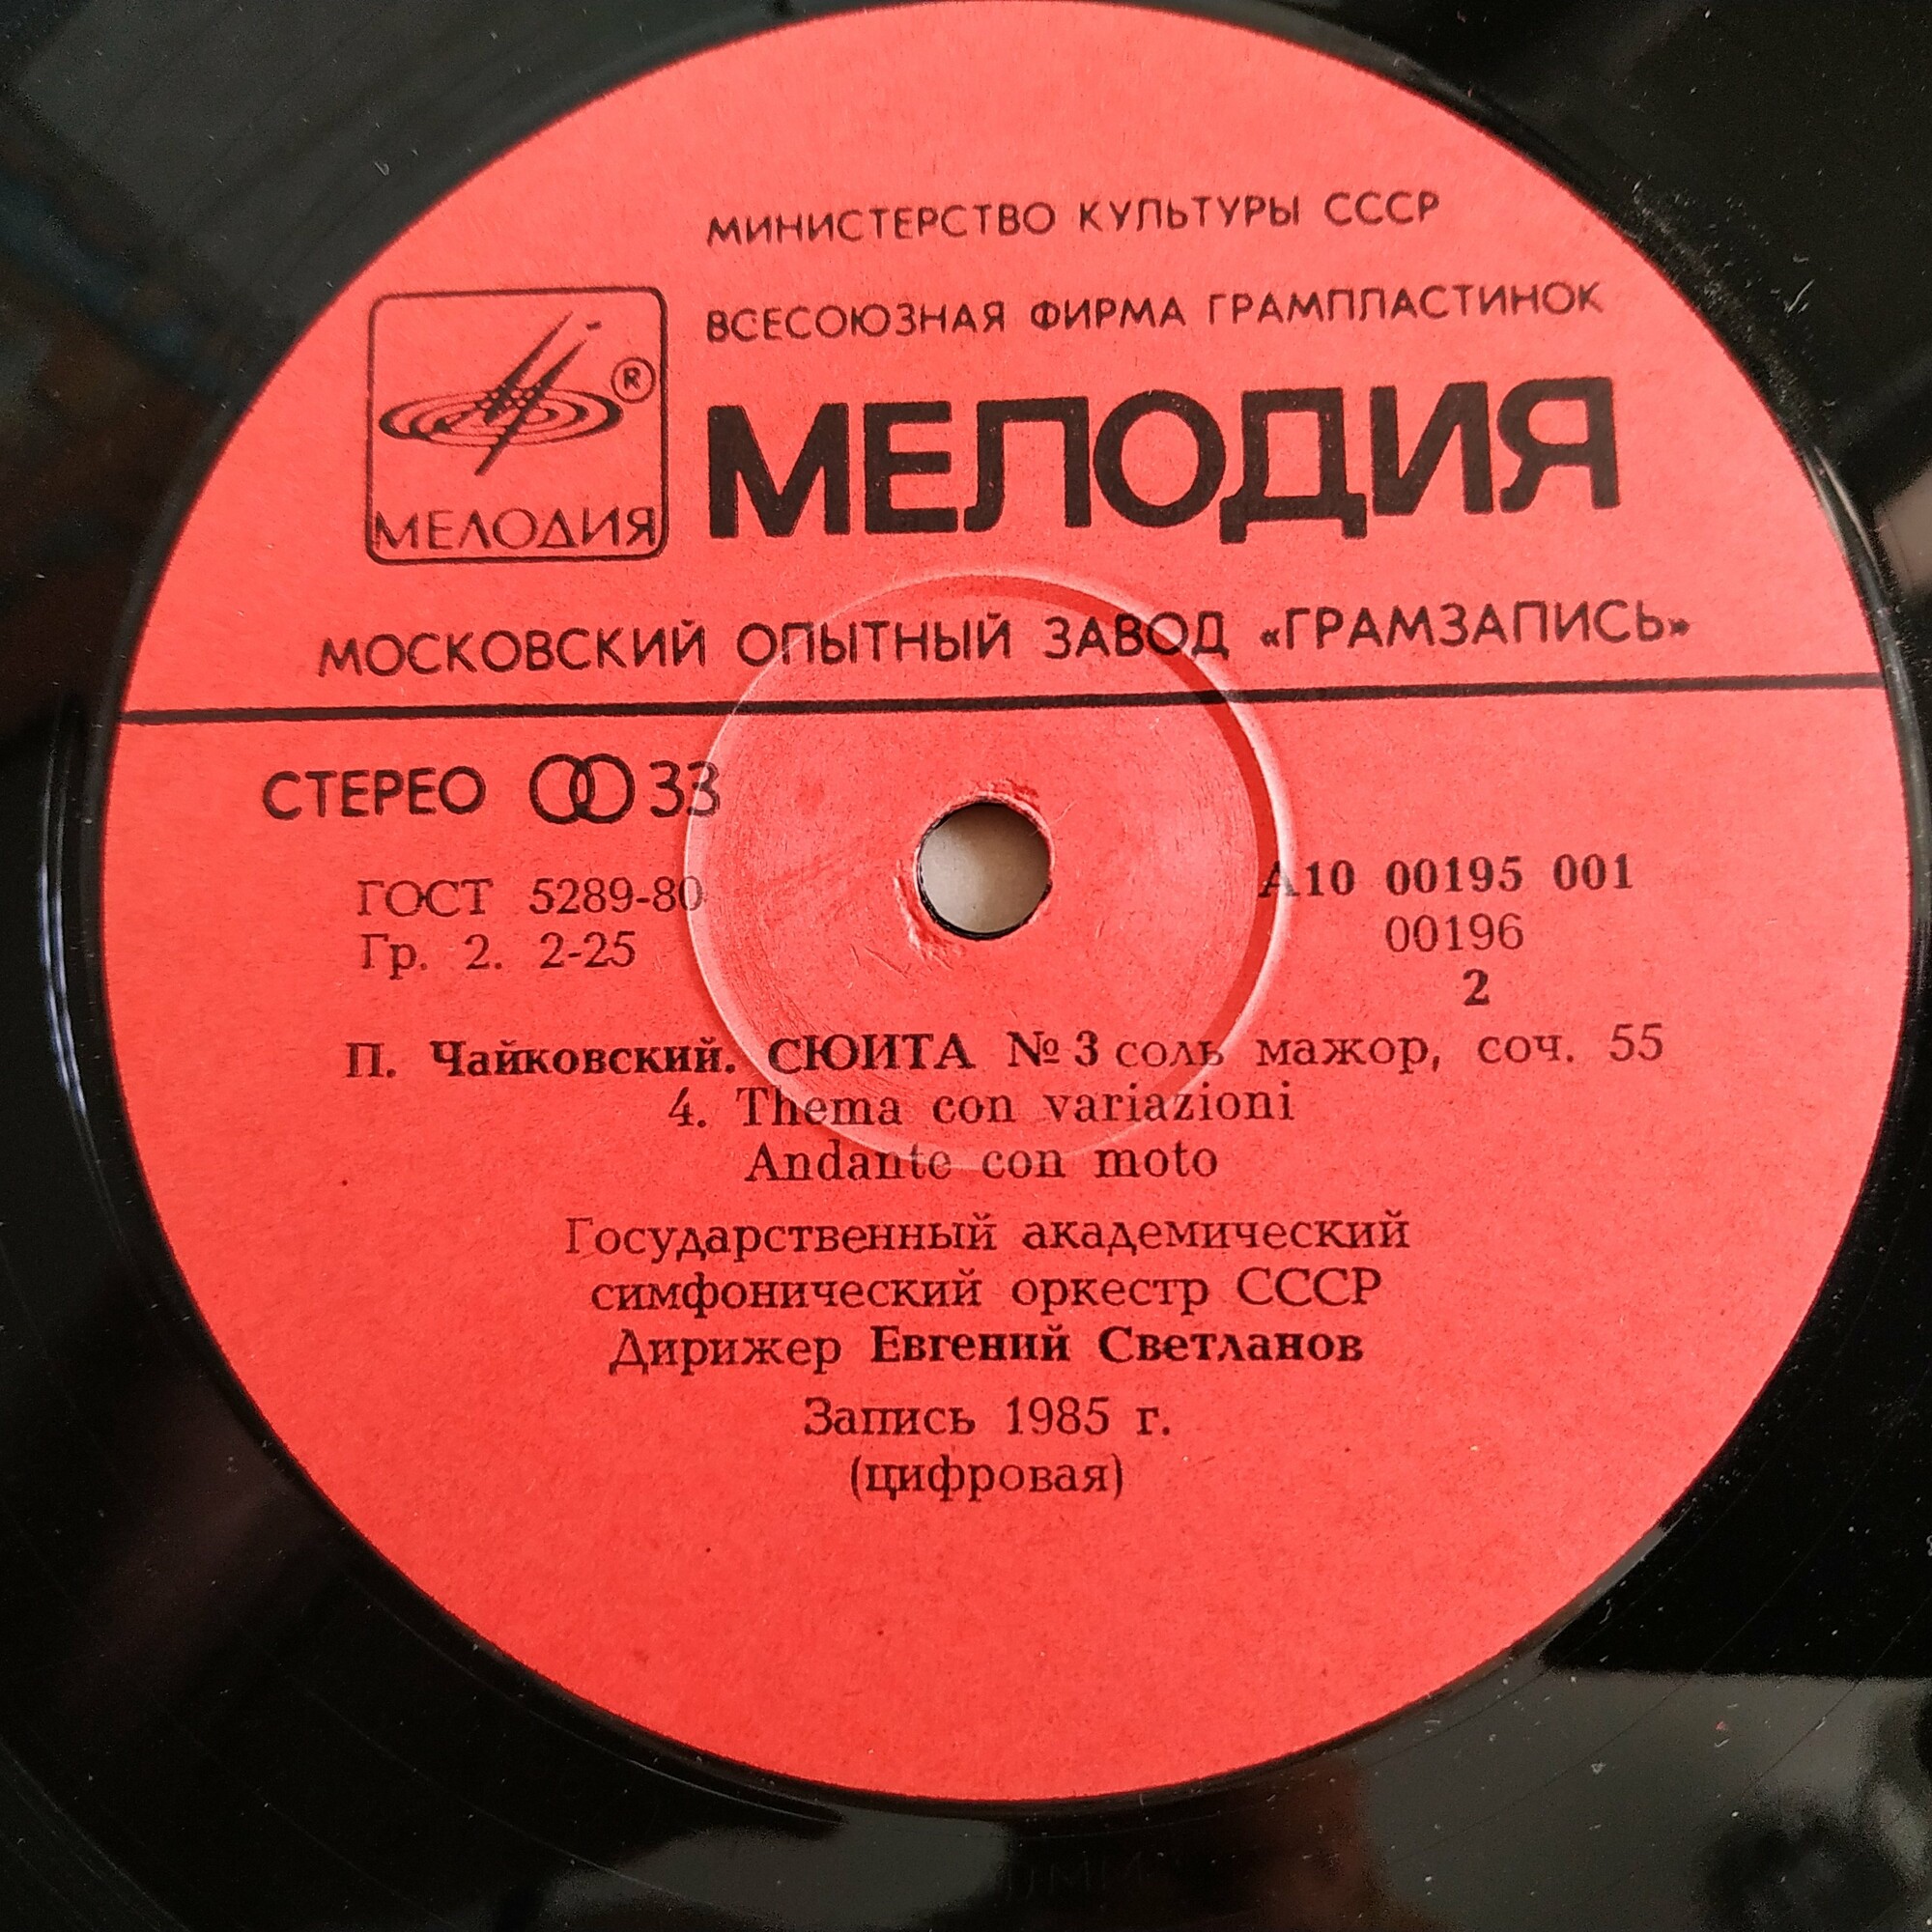 МИНИСТЕРСТВО КУЛЬТУРЫ СССР
ВСЕСОЮЗНАЯ ФИРМА ГРАМПЛАСТИНОК
МЕЛОДИЯ
®
МЕЛОДИЯ
МОСКОВСКИЙ ОПЫТНЫЙ ЗАВОД «ГРАМЗАПИСЬ»
СТЕРЕО 33
ГОСТ 5289-80
Гр. 2. 2-25
А10 00195 001
00196
2
П. Чайковский. СЮИТА № 3 соль мажор, соч. 55
4. Thema con variazioni
Andante con moto
Государственный академический
симфонический оркестр СССР
Дирижер Евгений Светланов
Запись 1985 г.
(цифровая)